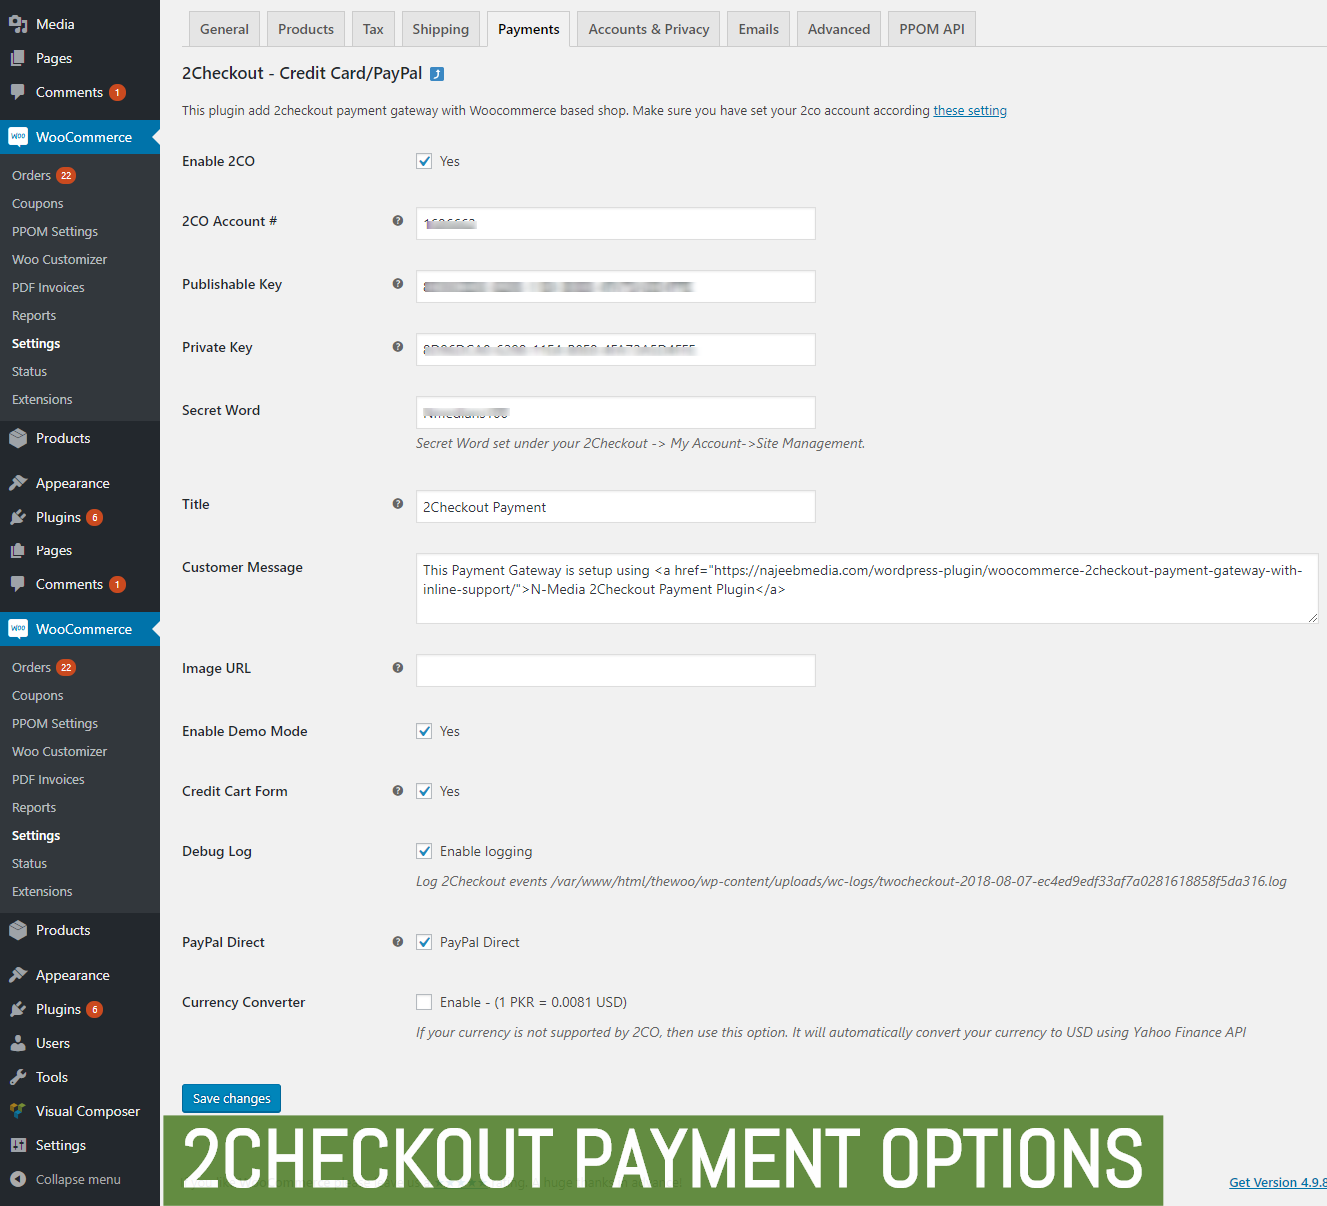 Media
Pages
Comments 1
WooCommerce
Orders 22
Coupons
PPOM Settings
Woo Customizer
PDF Invoices
Reports
Settings
Status
Extensions
Products
Appearance
Plugins 6
Pages
Comments 1
WooCommerce
Orders 22
Coupons
PPOM Settings
Woo Customizer
PDF Invoices
Reports
Settings
Status
Extensions
Products
Appearance
Plugins 6
Users
Tools
Visual Composer
Settings
Collapse menu
General Products Tax Shipping Payments Accounts & Privacy Emails Advanced PPOM API
2Checkout - Credit Card/PayPal
This plugin add 2checkout payment gateway with Woocommerce based shop. Make sure you have set your 2co account according these setting
Enable 2CO Yes
2CO Account #
Publishable Key
Private Key
Secret Word
Secret Word set under your 2Checkout -> My Account->Site Management.
Title 2Checkout Payment
Customer Message This Payment Gateway is setup using <a href="https://najeebmedia.com/wordpress-plugin/woocommerce-2checkout-payment-gateway-with-
inline-support/">N-Media 2Checkout Payment Plugin</a>
Image URL
Enable Demo Mode Yes
Credit Cart Form Yes
Debug Log Enable logging
Log 2Checkout events /var/www/html/thewoo/wp-content/uploads/wc-logs/twocheckout-2018-08-07-ec4ed9edf33af7a0281618858f5da316.log
PayPal Direct PayPal Direct
Currency Converter Enable - (1 PKR = 0.0081 USD)
If your currency is not supported by 2CO, then use this option. It will automatically convert your currency to USD using Yahoo Finance API
Save changes
2CHECKOUT PAYMENT OPTIONS
Get Version 4.9.8